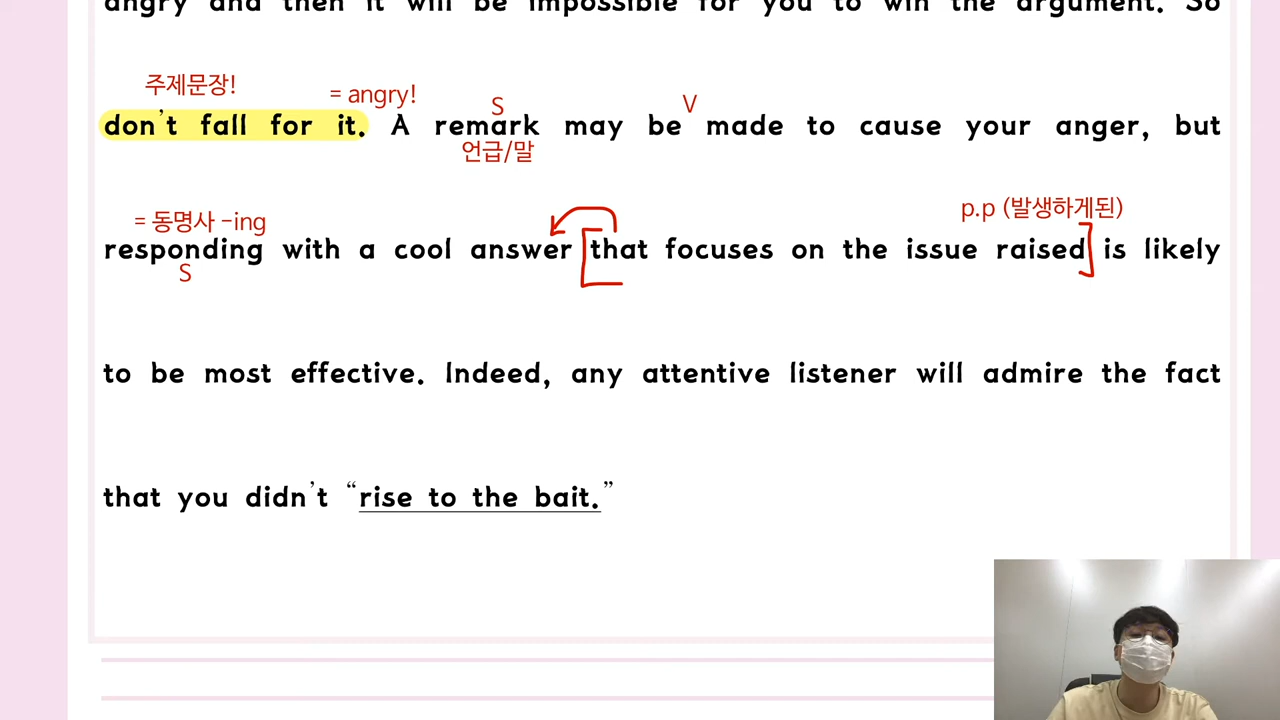 angry and then it will be impossible for you to win the argument. So
주제문장!
= angry!
S
V
don't fall for it. A remark may be made to cause your anger, but
언급/말
= 동명사 -ing
p.p (발생하게된)
responding with a cool answer [that focuses on the issue raised] is likely
S
to be most effective. Indeed, any attentive listener will admire the fact
that you didn't “rise to the bait.”